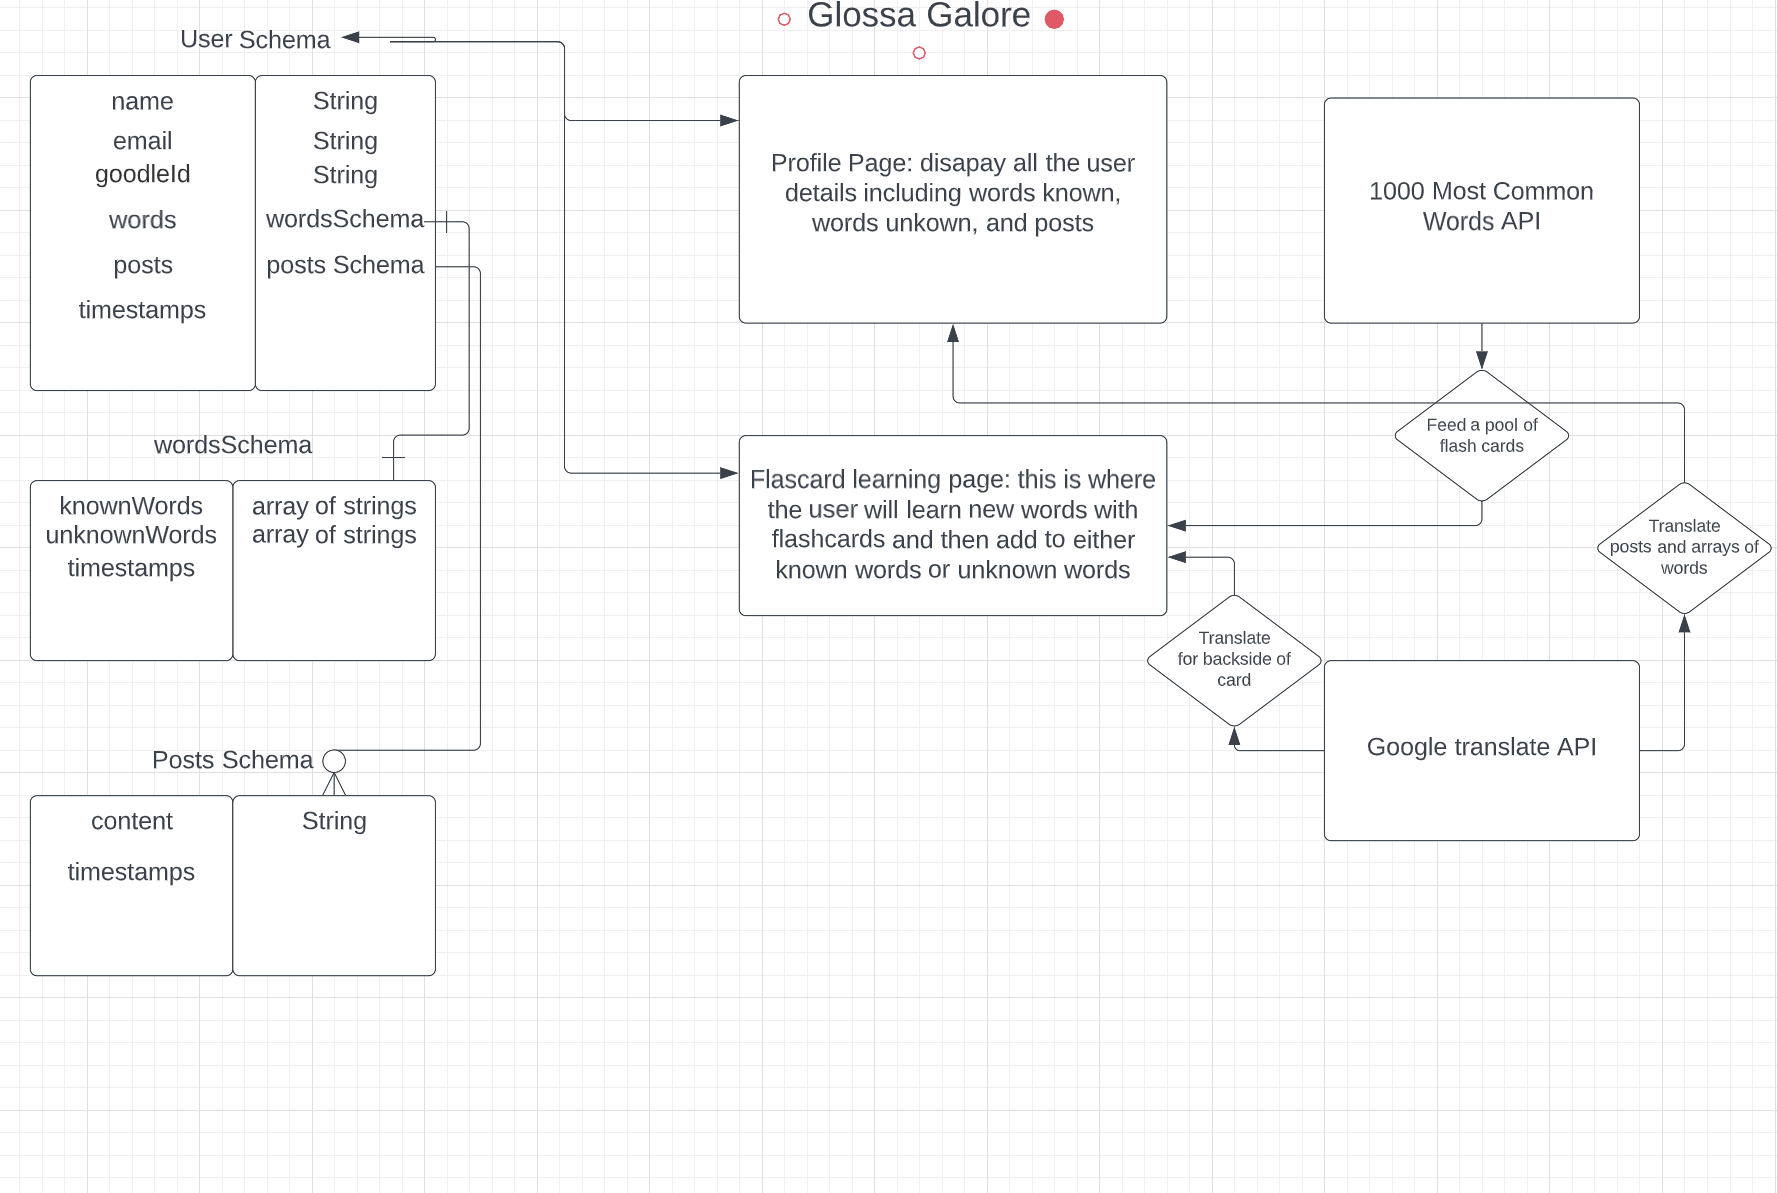 Glossa Galore
User Schema
name
String
email
String
goodleId
String
words
wordsSchema
posts
posts Schema
timestamps
wordsSchema
knownWords
array of strings
unknownWords
array of strings
timestamps
Posts Schema
content
String
timestamps
Profile Page: disapay all the user
details including words known,
words unkown, and posts
Flascard learning page: this is where
the user will learn new words with
flashcards and then add to either
known words or unknown words
1000 Most Common
Words API
Feed a pool of
flash cards
Translate
posts and arrays of
words
Translate
for backside of
card
Google translate API